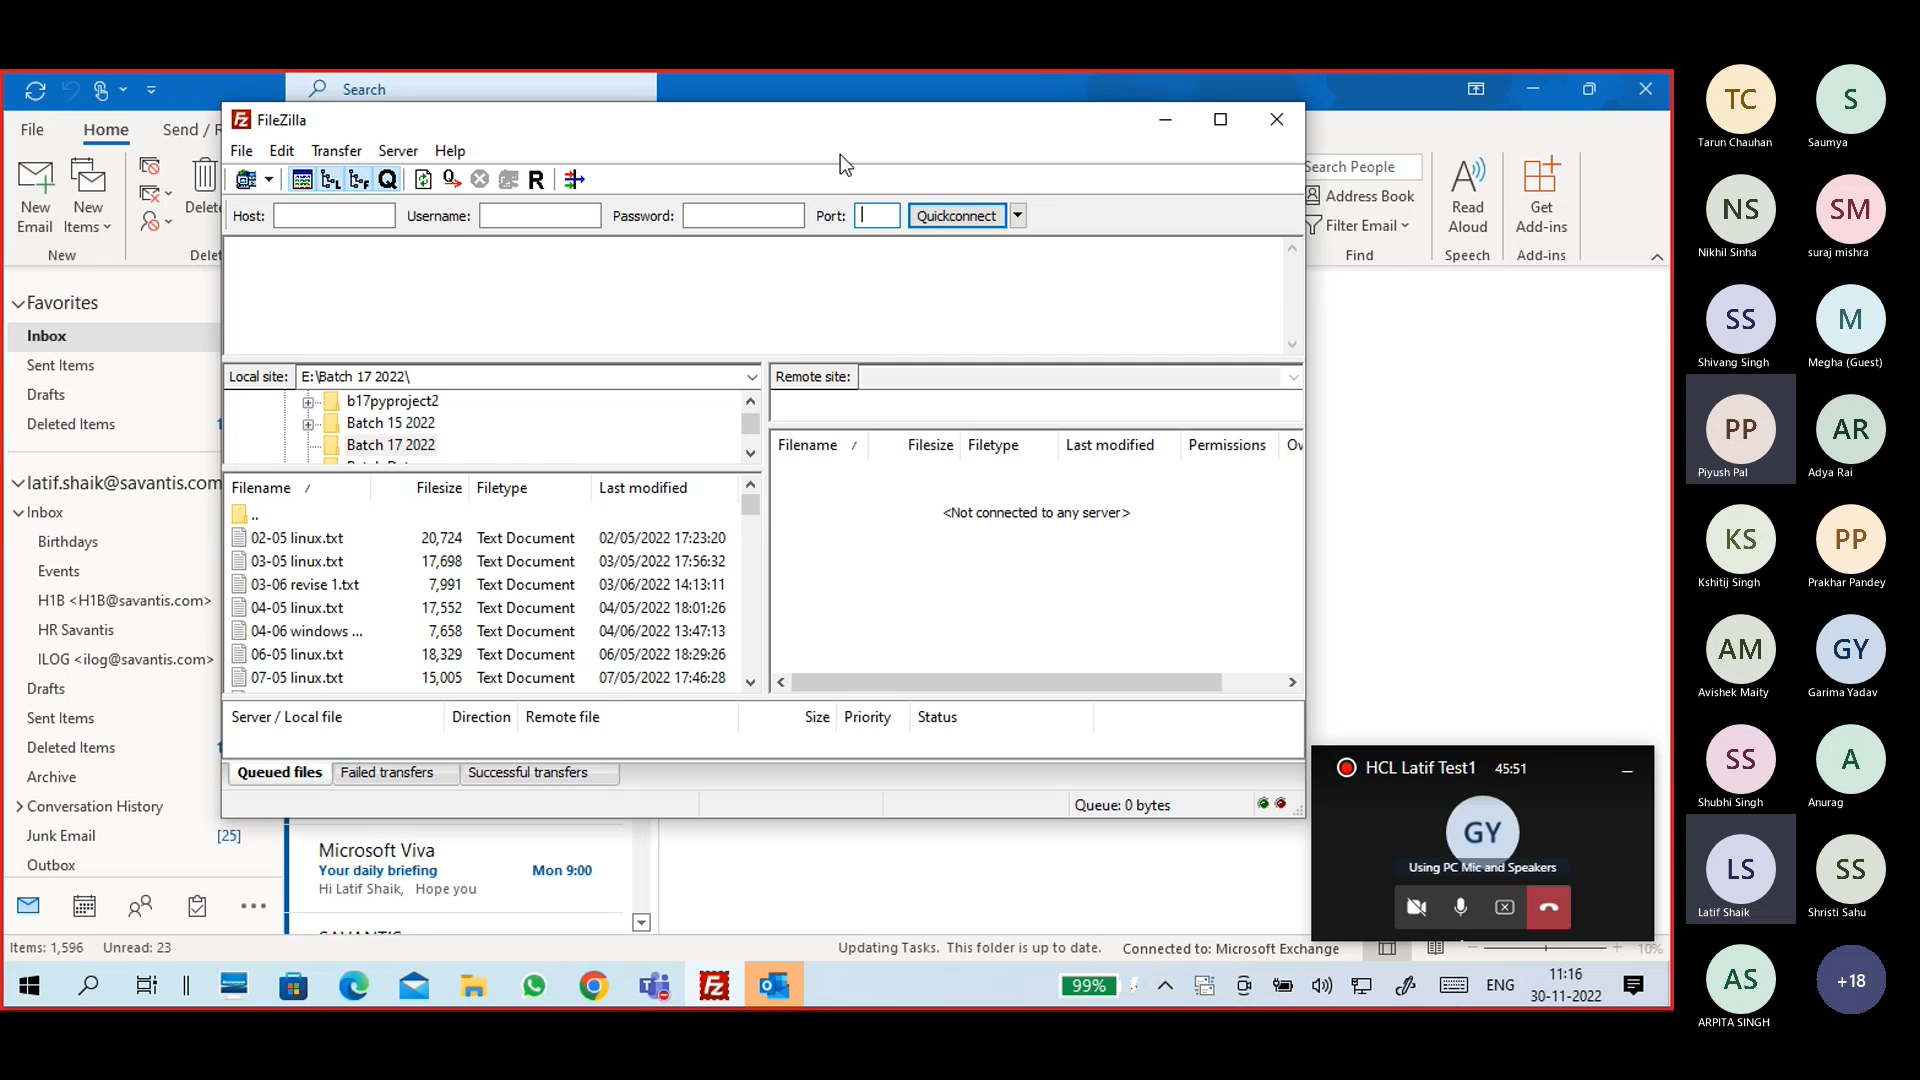 Search
File
Home
Send / R
New Email
New Items
Delete
New
Delet
Search People
Address Book
Filter Email
Find
Read Aloud
Speech
Get Add-ins
Add-ins
FileZilla
File Edit Transfer Server Help
Host: Username: Password: Port: Quickconnect
Local site: E:\Batch 17 2022\
b17pyproject2
Batch 15 2022
Batch 17 2022
Remote site:
Filename / Filesize Filetype Last modified
..
02-05 linux.txt 20,724 Text Document 02/05/2022 17:23:20
03-05 linux.txt 17,698 Text Document 03/05/2022 17:56:32
03-06 revise 1.txt 7,991 Text Document 03/06/2022 14:13:11
04-05 linux.txt 17,552 Text Document 04/05/2022 18:01:26
04-06 windows ... 7,658 Text Document 04/06/2022 13:47:13
06-05 linux.txt 18,329 Text Document 06/05/2022 18:29:26
07-05 linux.txt 15,005 Text Document 07/05/2022 17:46:28
Filename / Filesize Filetype Last modified Permissions Ov
<Not connected to any server>
Server / Local file Direction Remote file Size Priority Status
Queued files Failed transfers Successful transfers
Queue: 0 bytes
Favorites
Inbox
Sent Items
Drafts
Deleted Items
latif.shaik@savantis.com
Inbox
Birthdays
Events
H1B <H1B@savantis.com>
HR Savantis
ILOG <ilog@savantis.com>
Drafts
Sent Items
Deleted Items
Archive
Conversation History
Junk Email [25]
Outbox
Microsoft Viva
Your daily briefing Mon 9:00
Hi Latif Shaik, Hope you
SAVANTIS
HCL Latif Test1 45:51
GY
Using PC Mic and Speakers
Items: 1,596 Unread: 23
Updating Tasks. This folder is up to date. Connected to: Microsoft Exchange
10%
99%
ENG
11:16
30-11-2022
TC
Tarun Chauhan
S
Saumya
NS
Nikhil Sinha
SM
suraj mishra
SS
Shivang Singh
M
Megha (Guest)
PP
Piyush Pal
AR
Adya Rai
KS
Kshitij Singh
PP
Prakhar Pandey
AM
Avishek Maity
GY
Garima Yadav
SS
Shubhi Singh
A
Anurag
LS
Latif Shaik
SS
Shristi Sahu
AS
ARPITA SINGH
+18